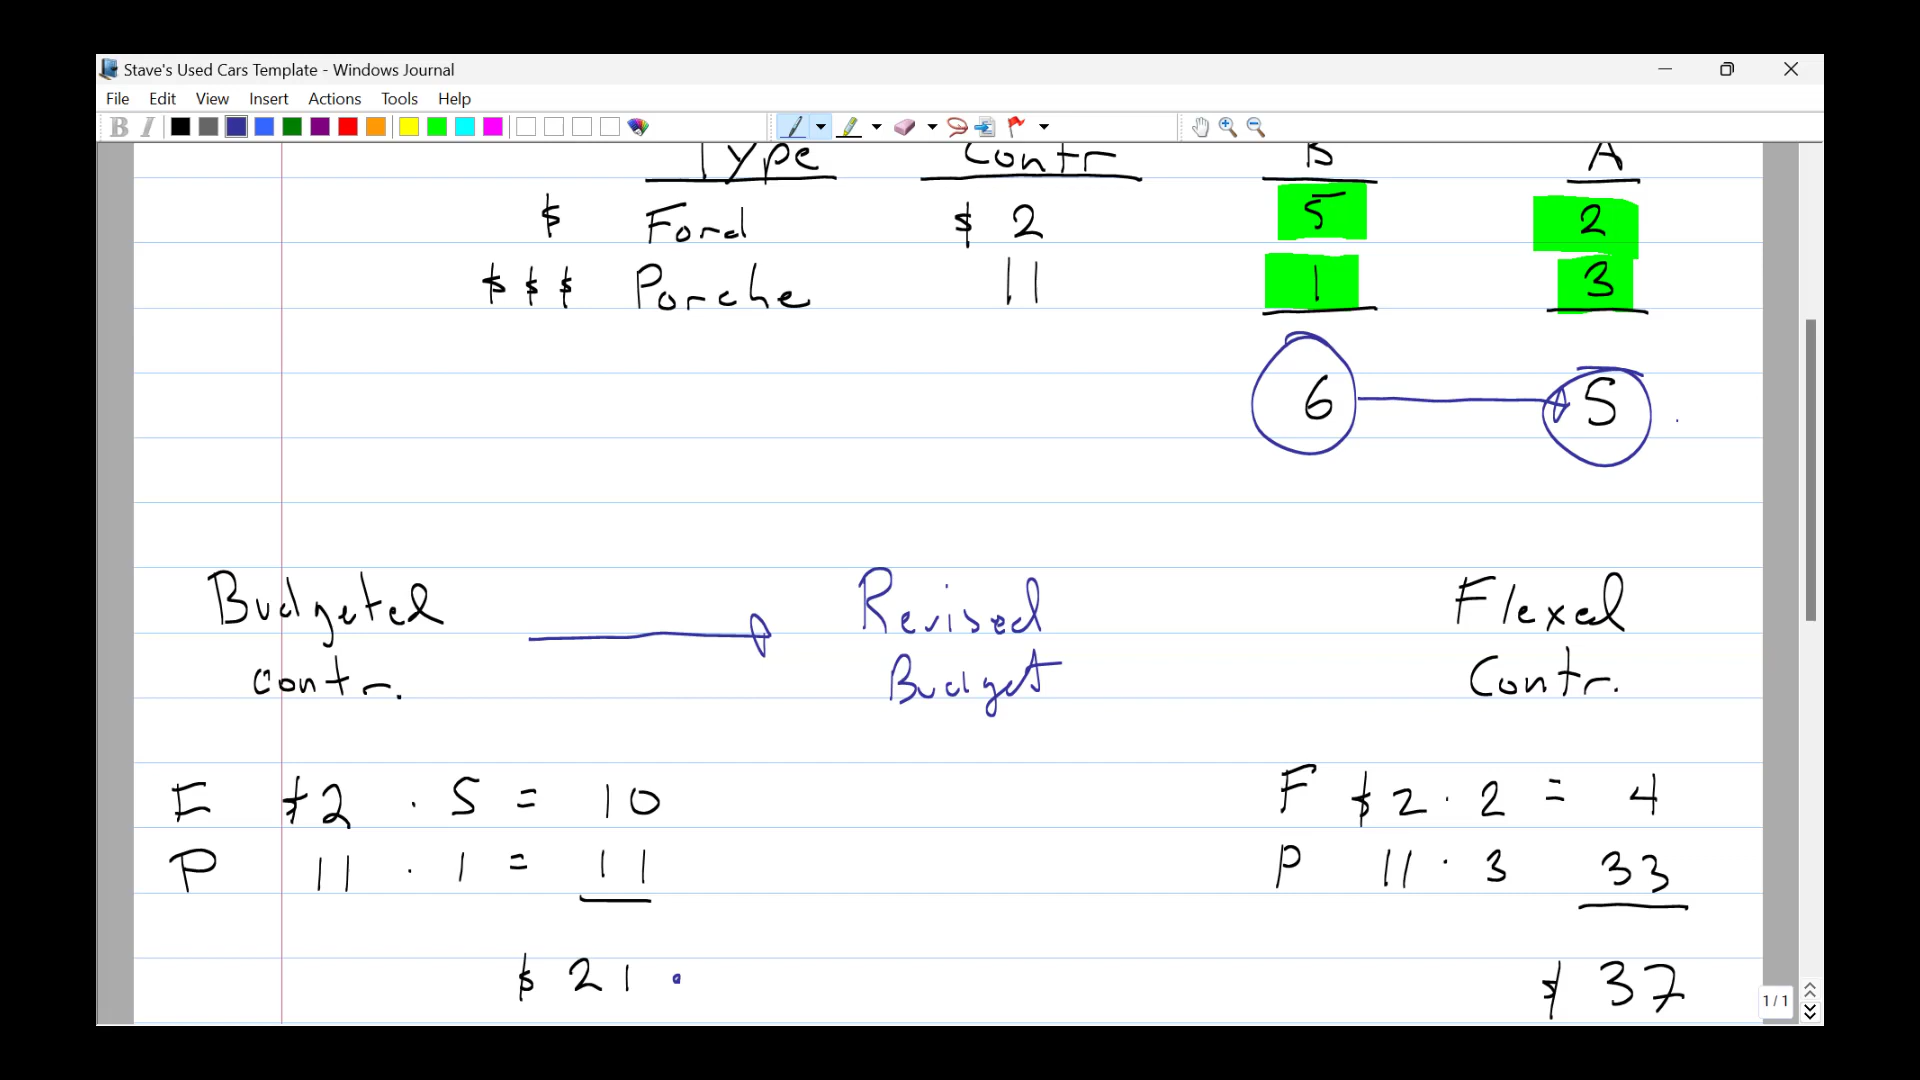 Stave's Used Cars Template - Windows Journal
File Edit View Insert Actions Tools Help
B I
Type Contr B A
$ Ford $ 2 5 2
$ $ $ Porche 11 1 3
6 5
Budgeted Revised Flexed
contr. Budget Contr.
F $2 · 5 = 10 F $2 · 2 = 4
P 11 · 1 = 11 P 11 · 3 33
$ 21 $ 37
1 / 1